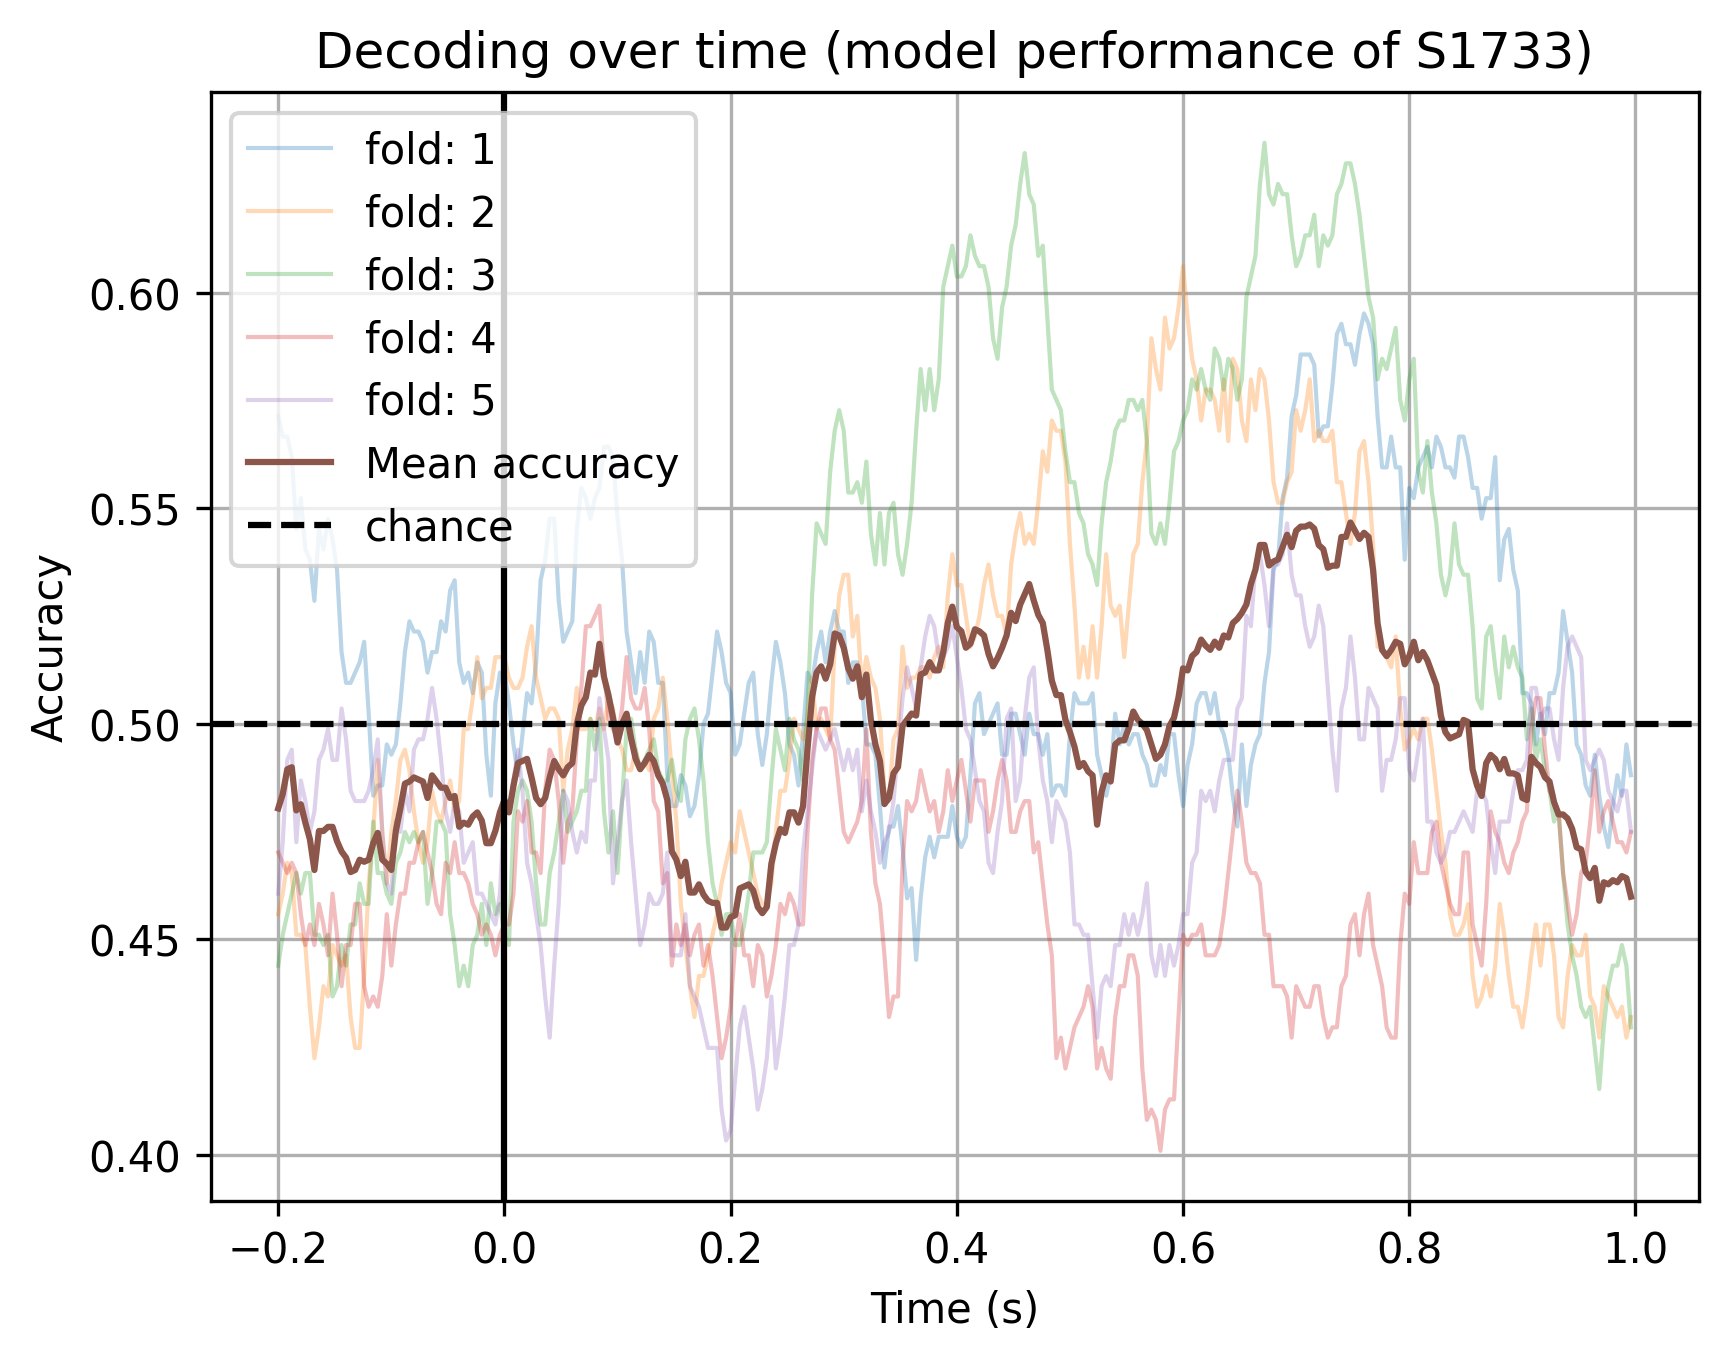 Decoding over time (model performance of S1733)
fold: 1
fold: 2
fold: 3
fold: 4
fold: 5
Mean accuracy
chance
Accuracy
0.60
0.55
0.50
0.45
0.40
−0.2
0.0
0.2
0.4
0.6
0.8
1.0
Time (s)